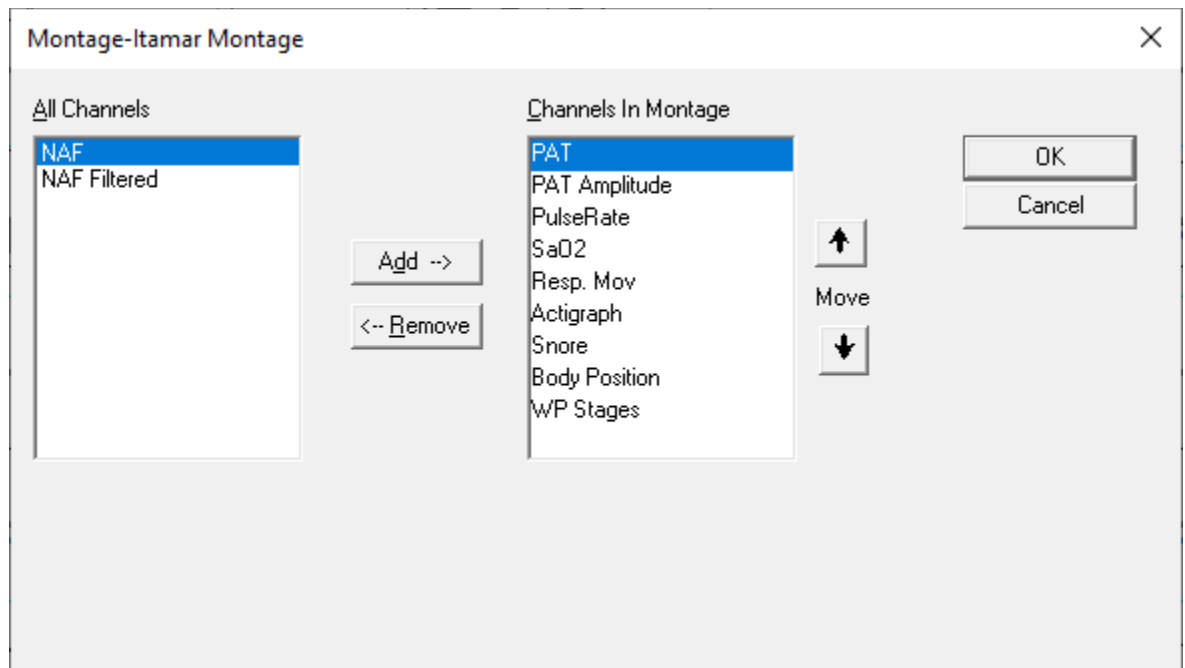 Montage-Itamar Montage
All Channels
NAF
NAF Filtered
Add -->
<-- Remove
Channels In Montage
PAT
PAT Amplitude
PulseRate
SaO2
Resp. Mov
Actigraph
Snore
Body Position
WP Stages
Move
OK
Cancel